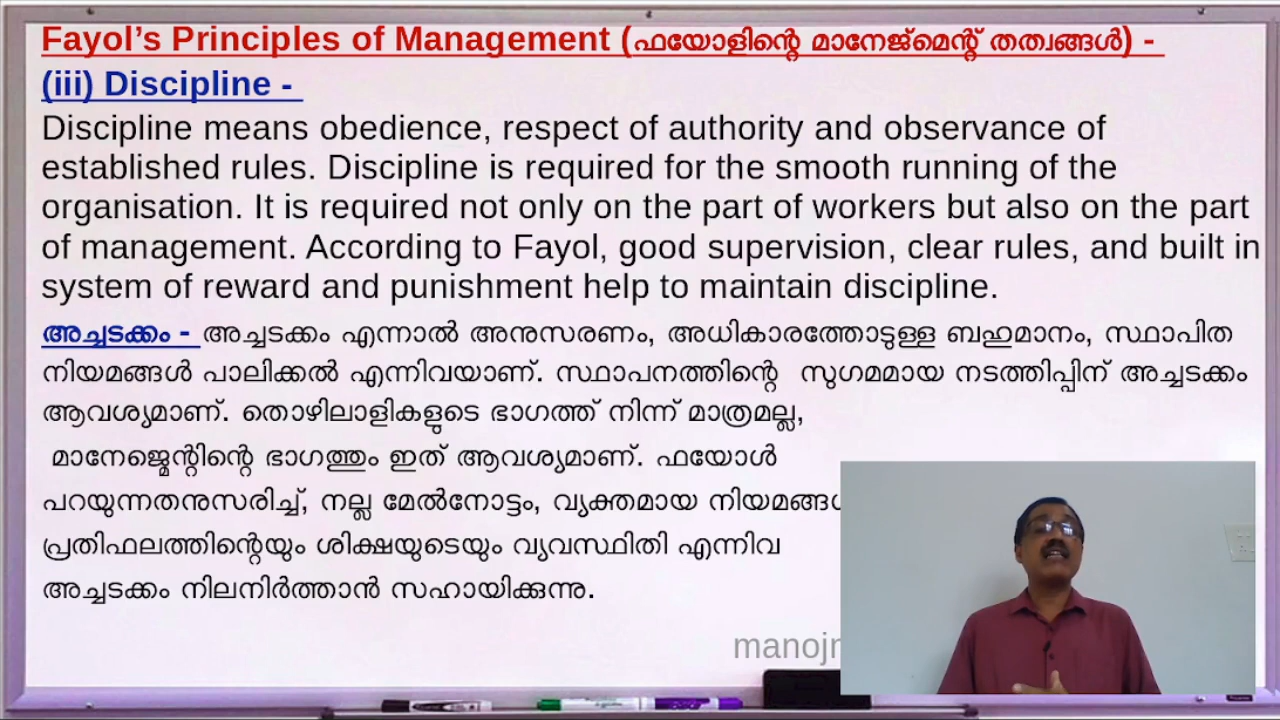 Fayol's Principles of Management (ഫയോളിന്റെ മാനേജ്മെന്റ് തത്വങ്ങൾ) -
(iii) Discipline -
Discipline means obedience, respect of authority and observance of
established rules. Discipline is required for the smooth running of the
organisation. It is required not only on the part of workers but also on the part
of management. According to Fayol, good supervision, clear rules, and built in
system of reward and punishment help to maintain discipline.
അച്ചടക്കം - അച്ചടക്കം എന്നാൽ അനുസരണം, അധികാരത്തോടുള്ള ബഹുമാനം, സ്ഥാപിത
നിയമങ്ങൾ പാലിക്കൽ എന്നിവയാണ്. സ്ഥാപനത്തിന്റെ സുഗമമായ നടത്തിപ്പിന് അച്ചടക്കം
ആവശ്യമാണ്. തൊഴിലാളികളുടെ ഭാഗത്ത് നിന്ന് മാത്രമല്ല,
മാനേജ്മെന്റിന്റെ ഭാഗത്തും ഇത് ആവശ്യമാണ്. ഫയോൾ
പറയുന്നതനുസരിച്ച്, നല്ല മേൽനോട്ടം, വ്യക്തമായ
പ്രതിഫലത്തിന്റെയും ശിക്ഷയുടെയും വ്യവസ്ഥിതി എന്നിവ
അച്ചടക്കം നിലനിർത്താൻ സഹായിക്കുന്നു.